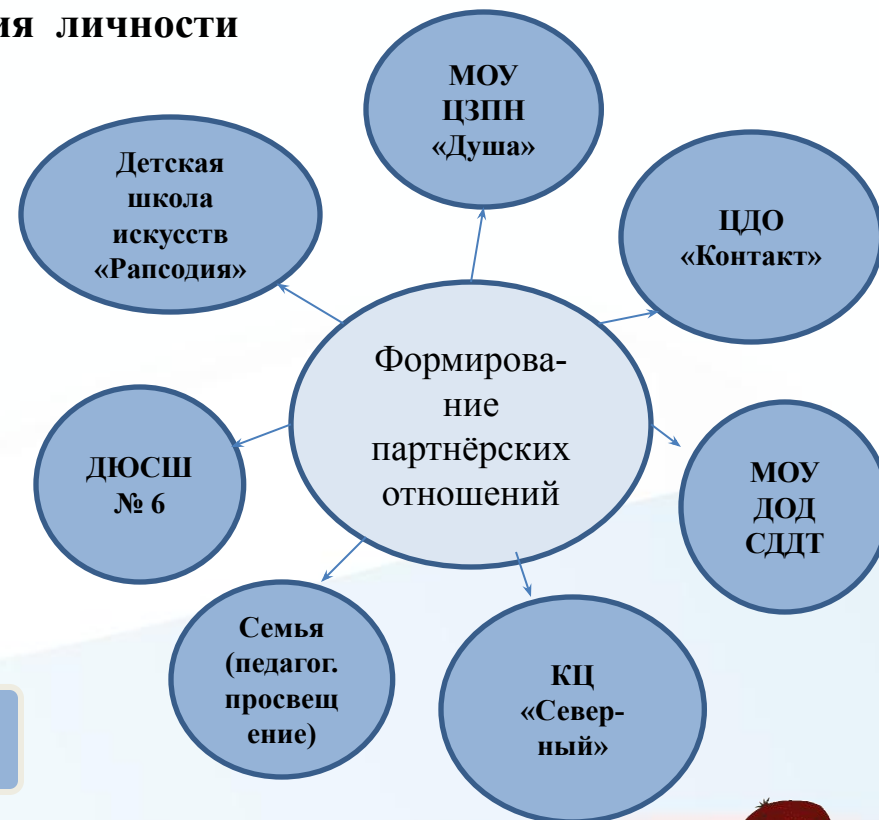 личности
МОУ
ЦЗПН
«Душа»
Детская
школа
искусств
«Рапсодия»
ЦДО
«Контакт»
Формирова-
ние
партнёрских
отношений
ДЮСШ
№ 6
МОУ
ДОД
СДДТ
Семья
(педагог.
просвещ
ение)
КЦ
«Север-
ный»